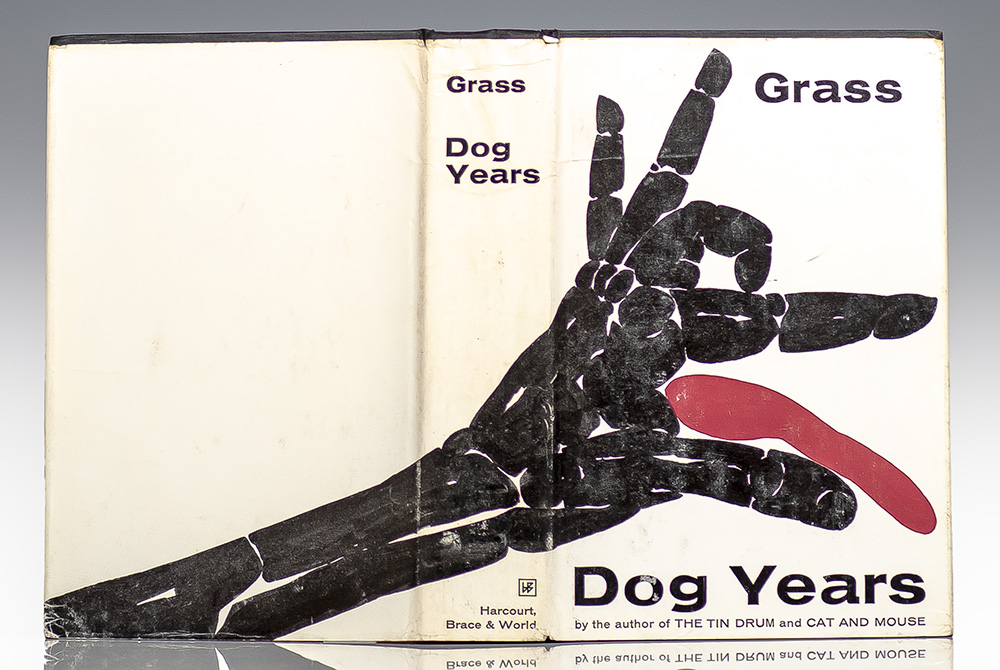 Grass
Dog
Years
Harcourt,
Brace & World
Grass
Dog Years
by the author of THE TIN DRUM and CAT AND MOUSE